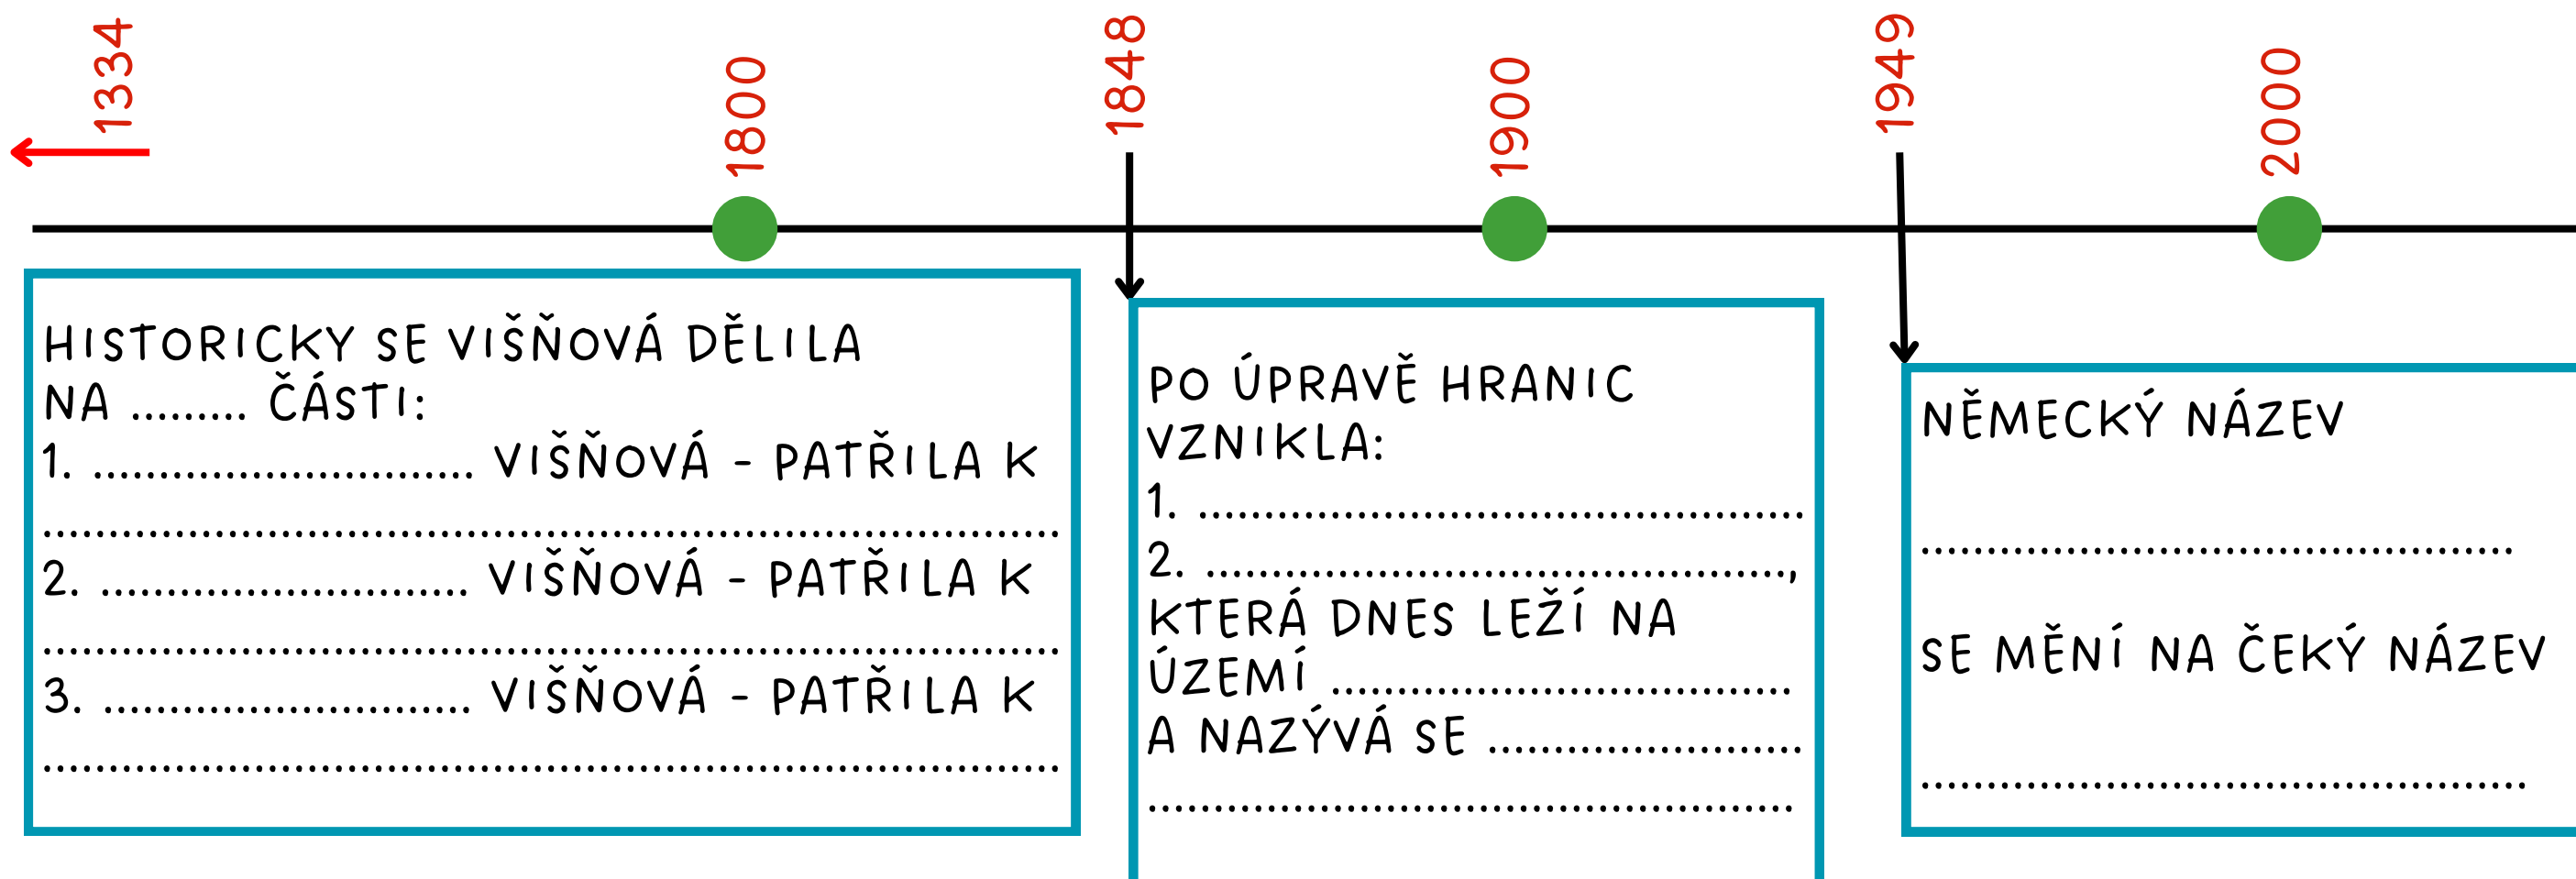 1334
1800
1848
1900
1949
2000
HISTORICKY SE VIŠŇOVÁ DĚLILA
NA ......... ČÁSTI:
1. ............................. VIŠŇOVÁ - PATŘILA K
.............................................................................
2. ............................ VIŠŇOVÁ - PATŘILA K
.............................................................................
3. ............................ VIŠŇOVÁ - PATŘILA K
.............................................................................
PO ÚPRAVĚ HRANIC
VZNIKLA:
1. ..............................................
2. ............................................,
KTERÁ DNES LEŽÍ NA
ÚZEMÍ ...................................
A NAZÝVÁ SE ........................
.................................................
NĚMECKÝ NÁZEV
.............................................
SE MĚNÍ NA ČEKÝ NÁZEV
..............................................